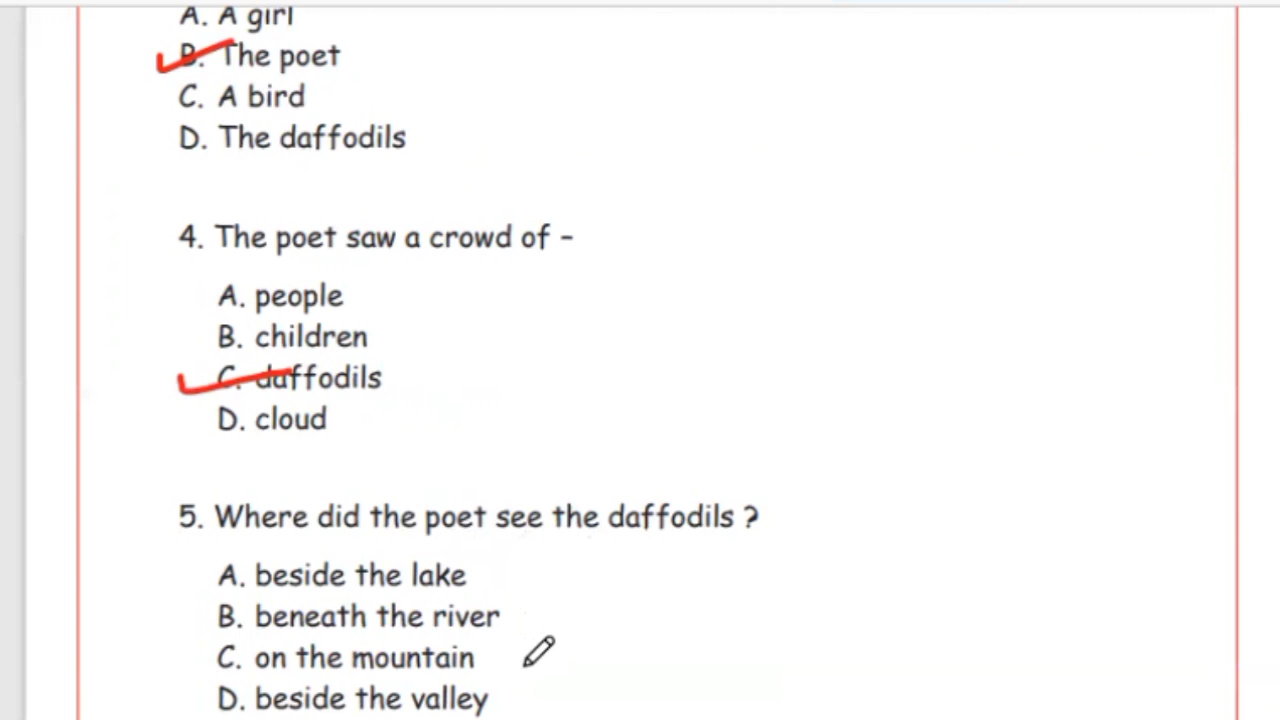 A. A girl
B. The poet
C. A bird
D. The daffodils
4. The poet saw a crowd of -
A. people
B. children
C. daffodils
D. cloud
5. Where did the poet see the daffodils ?
A. beside the lake
B. beneath the river
C. on the mountain
D. beside the valley